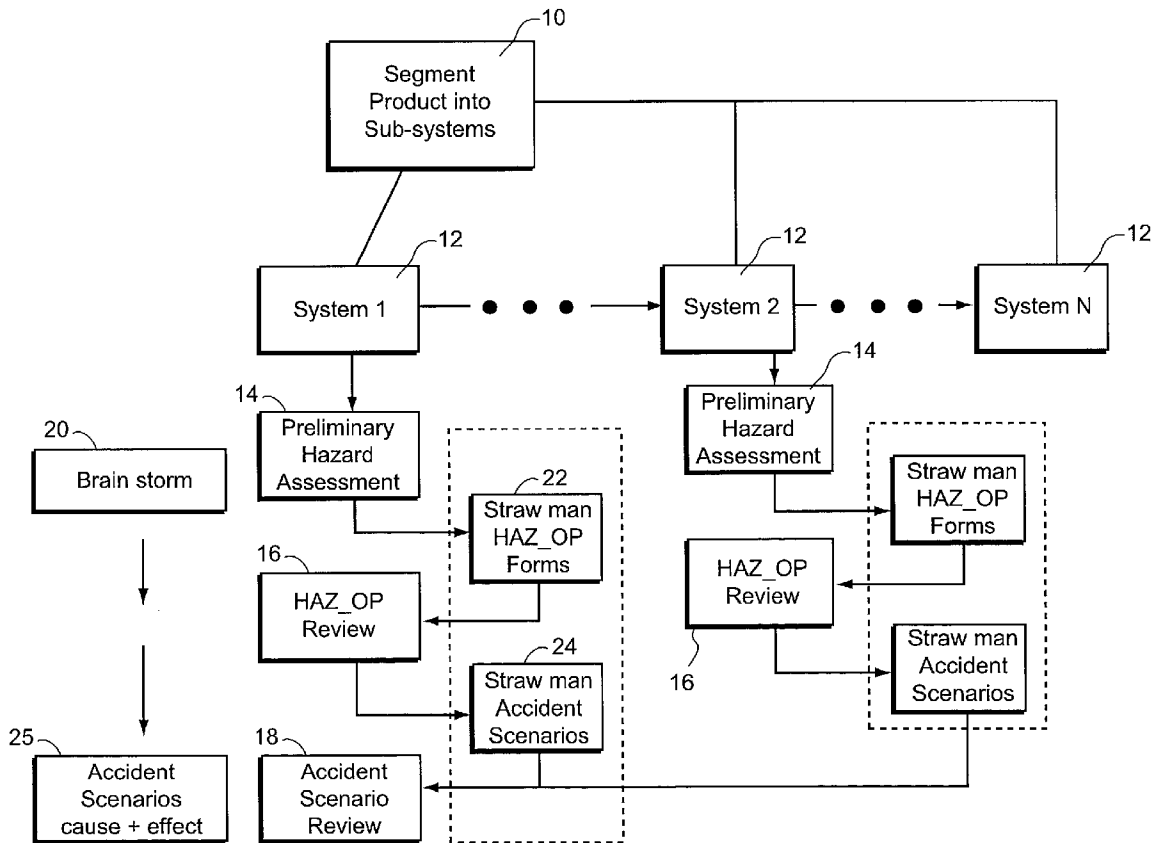 10
Segment
Product into
Sub-systems
12
System 1
12
System 2
12
System N
14
Preliminary
Hazard
Assessment
14
Preliminary
Hazard
Assessment
20
Brain storm
22
Straw man
HAZ_OP
Forms
Straw man
HAZ_OP
Forms
16
HAZ_OP
Review
HAZ_OP
Review
16
24
Straw man
Accident
Scenarios
Straw man
Accident
Scenarios
25
Accident
Scenarios
cause + effect
18
Accident
Scenario
Review